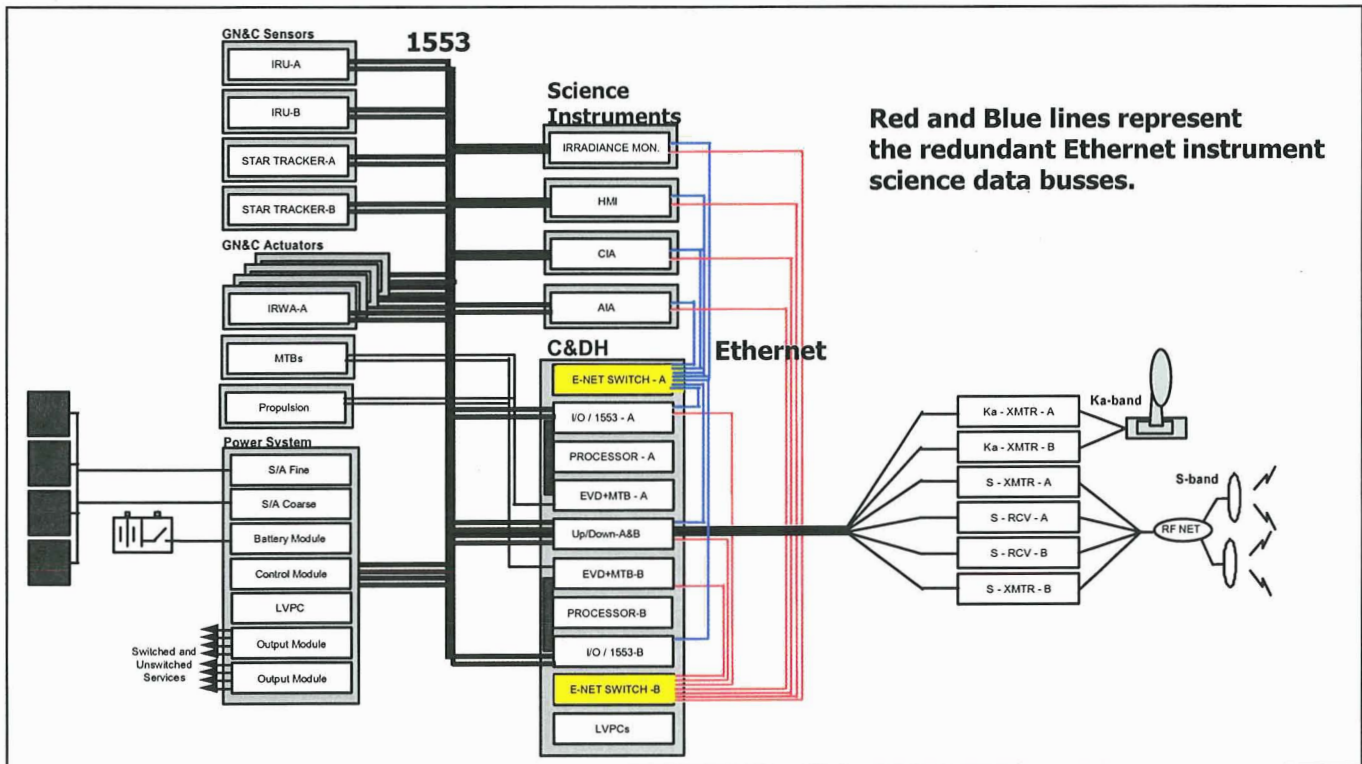 GN&C Sensors
IRU-A
IRU-B
STAR TRACKER-A
STAR TRACKER-B
GN&C Actuators
IRWA-A
MTBs
Propulsion
Power System
S/A Fine
S/A Coarse
Battery Module
Control Module
LVPC
Output Module
Output Module
Switched and
Unswitched
Services
1553
Science
Instruments
IRRADIANCE MON.
HMI
CIA
AIA
C&DH
E-NET SWITCH - A
I/O / 1553 - A
PROCESSOR - A
EVD+MTB - A
Up/Down-A&B
EVD+MTB-B
PROCESSOR-B
I/O / 1553-B
E-NET SWITCH -B
LVPCs
Ethernet
Red and Blue lines represent
the redundant Ethernet instrument
science data busses.
Ka - XMTR - A
Ka - XMTR - B
S - XMTR - A
S - RCV - A
S - RCV - B
S - XMTR - B
Ka-band
S-band
RF NET